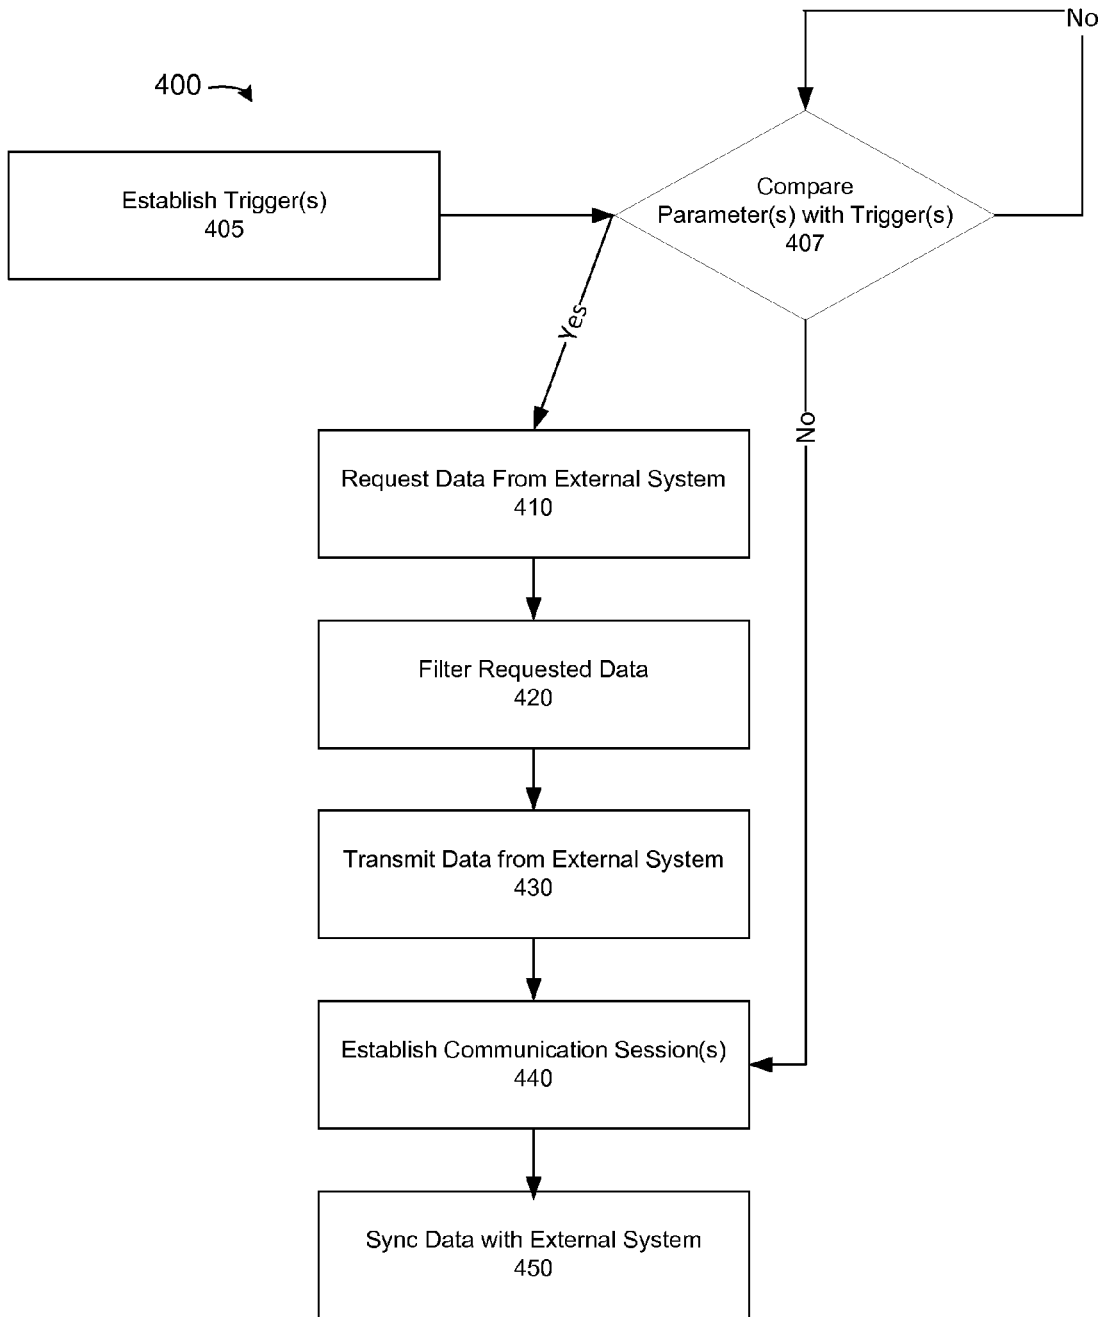 No
400
Establish Trigger(s)
405
Compare
Parameter(s) with Trigger(s)
407
Yes
No
Request Data From External System
410
Filter Requested Data
420
Transmit Data from External System
430
Establish Communication Session(s)
440
Sync Data with External System
450